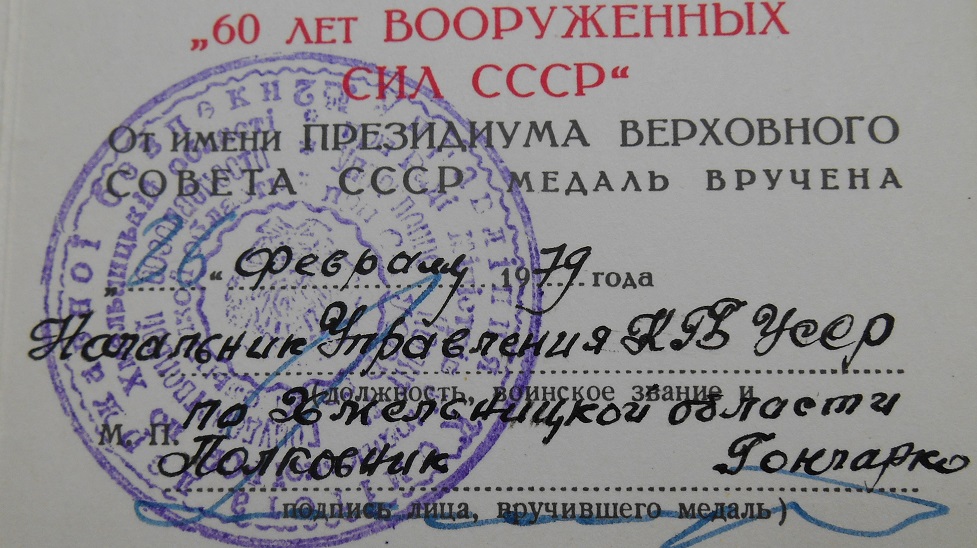 „60 ЛЕТ ВООРУЖЕННЫХ
СИЛ СССР“
От имени ПРЕЗИДИУМА ВЕРХОВНОГО
СОВЕТА СССР МЕДАЛЬ ВРУЧЕНА
„26“ февраля 1979 года
Начальник Управления КГБ УССР
(должность, воинское звание и
по Хмельницкой области
М. П.
Полковник Гончарко
подпись лица, вручившего медаль)